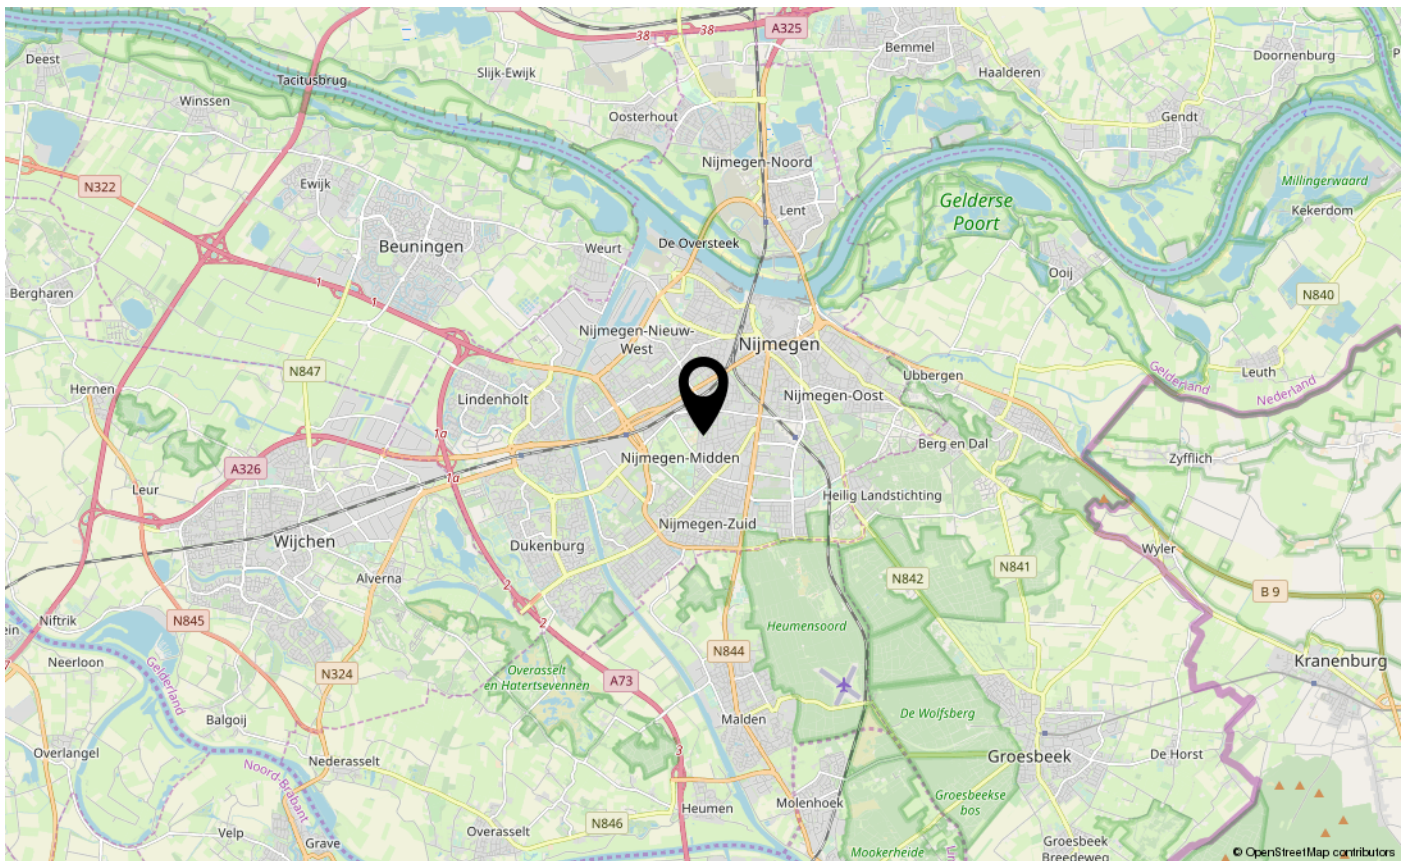 A325
38
38
Bemmel
Doornenburg
Deest
Haalderen
Slijk-Ewijk
Tacitusbrug
Winssen
Oosterhout
Gendt
Nijmegen-Noord
N322
Ewijk
Millingerwaard
Gelderse
Poort
Lent
Kekerdom
Beuningen
De Oversteek
Weurt
Ooij
1
Bergharen
N840
1
Nijmegen-Nieuw-
West
Nijmegen
N847
Gelderland
Nederland
Leuth
Ubbergen
Hernen
Lindenholt
Nijmegen-Oost
1a
Berg en Dal
Nijmegen-Midden
Zyfflich
A326
1a
Leur
Heilig Landstichting
Nijmegen-Zuid
Wijchen
Dukenburg
Wyler
Alverna
2
N842
N841
B 9
ein
Niftrik
N845
2
Heumensoord
7
Neerloon
Gelderland
N844
Kranenburg
N324
Overasselt
en Hatertsevennen
A73
Balgoij
Malden
De Wolfsberg
Overlangel
3
Groesbeek
De Horst
Nederasselt
Noord-Brabant
Groesbeekse
bos
Molenhoek
Heumen
N846
Velp
Overasselt
Grave
Groesbeek
Breedeweg
Mookerheide
Lim
© OpenStreetMap contributors